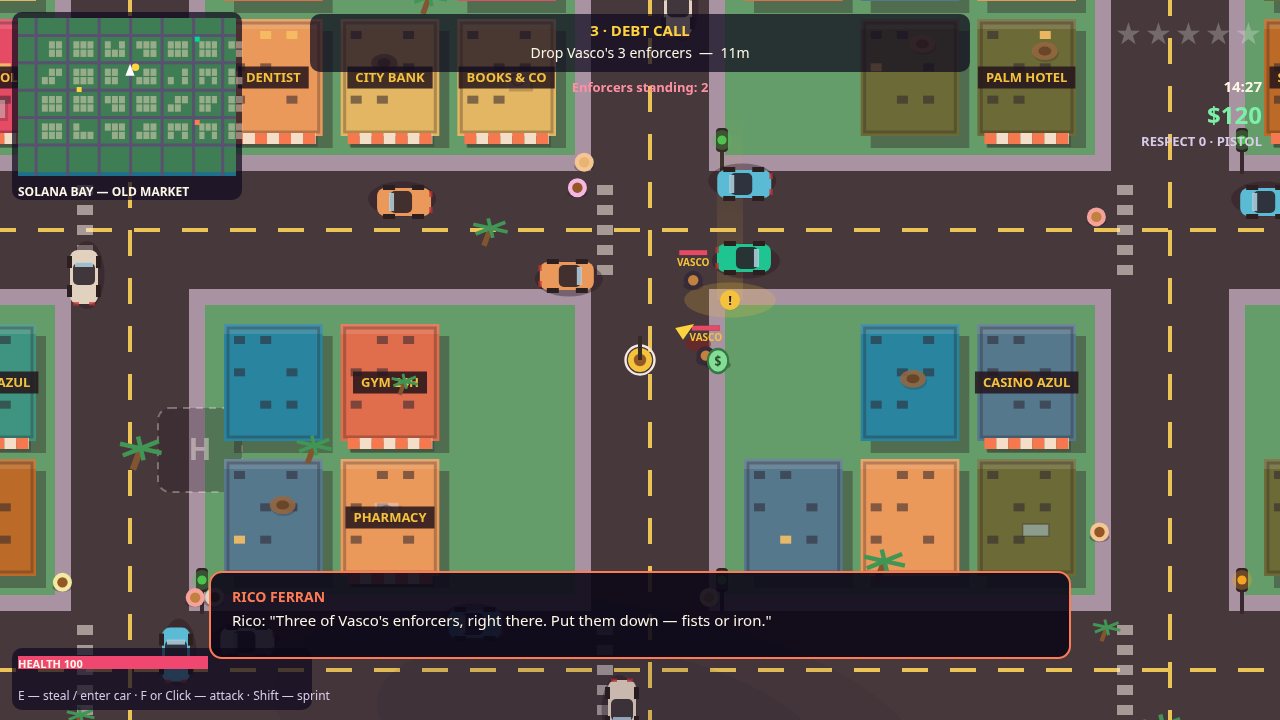 3 · DEBT CALL
Drop Vasco's 3 enforcers — 11m
Enforcers standing: 2
14:27
$120
RESPECT 0 · PISTOL
SOLANA BAY — OLD MARKET
DENTIST
CITY BANK
BOOKS & CO
PALM HOTEL
VASCO
!
VASCO
$
AZUL
GYM
CASINO AZUL
H
PHARMACY
RICO FERRAN
Rico: "Three of Vasco's enforcers, right there. Put them down — fists or iron."
HEALTH 100
E — steal / enter car · F or Click — attack · Shift — sprint